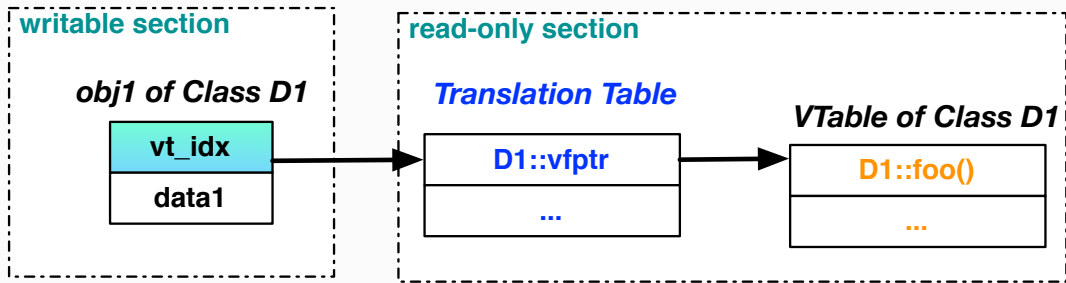 writable section
obj1 of Class D1
vt_idx
data1
read-only section
Translation Table
D1::vfptr
...
VTable of Class D1
D1::foo()
...